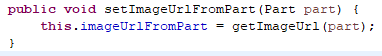 public void setImageUrlFromPart(Part part) {
    this.imageUrlFromPart = getImageUrl(part);
}